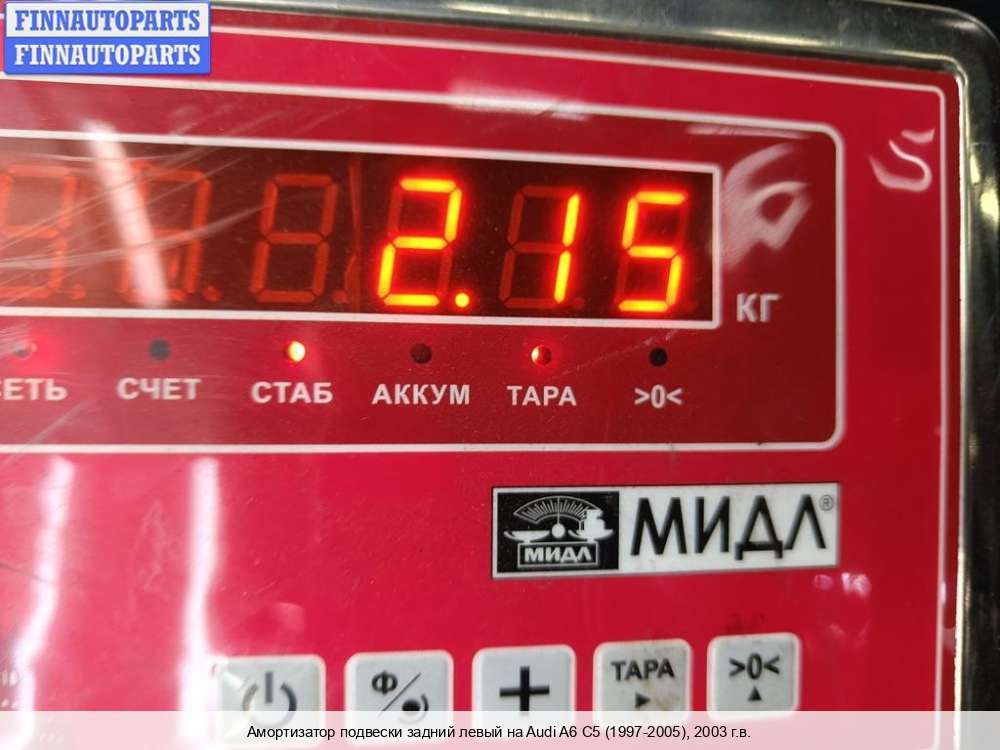 FINNAUTOPARTS
FINNAUTOPARTS
2.15
КГ
СЕТЬ СЧЕТ СТАБ АККУМ ТАРА >0<
МИДЛ МИДЛ®
Ф ТАРА >0<
Амортизатор подвески задний левый на Audi A6 C5 (1997-2005), 2003 г.в.